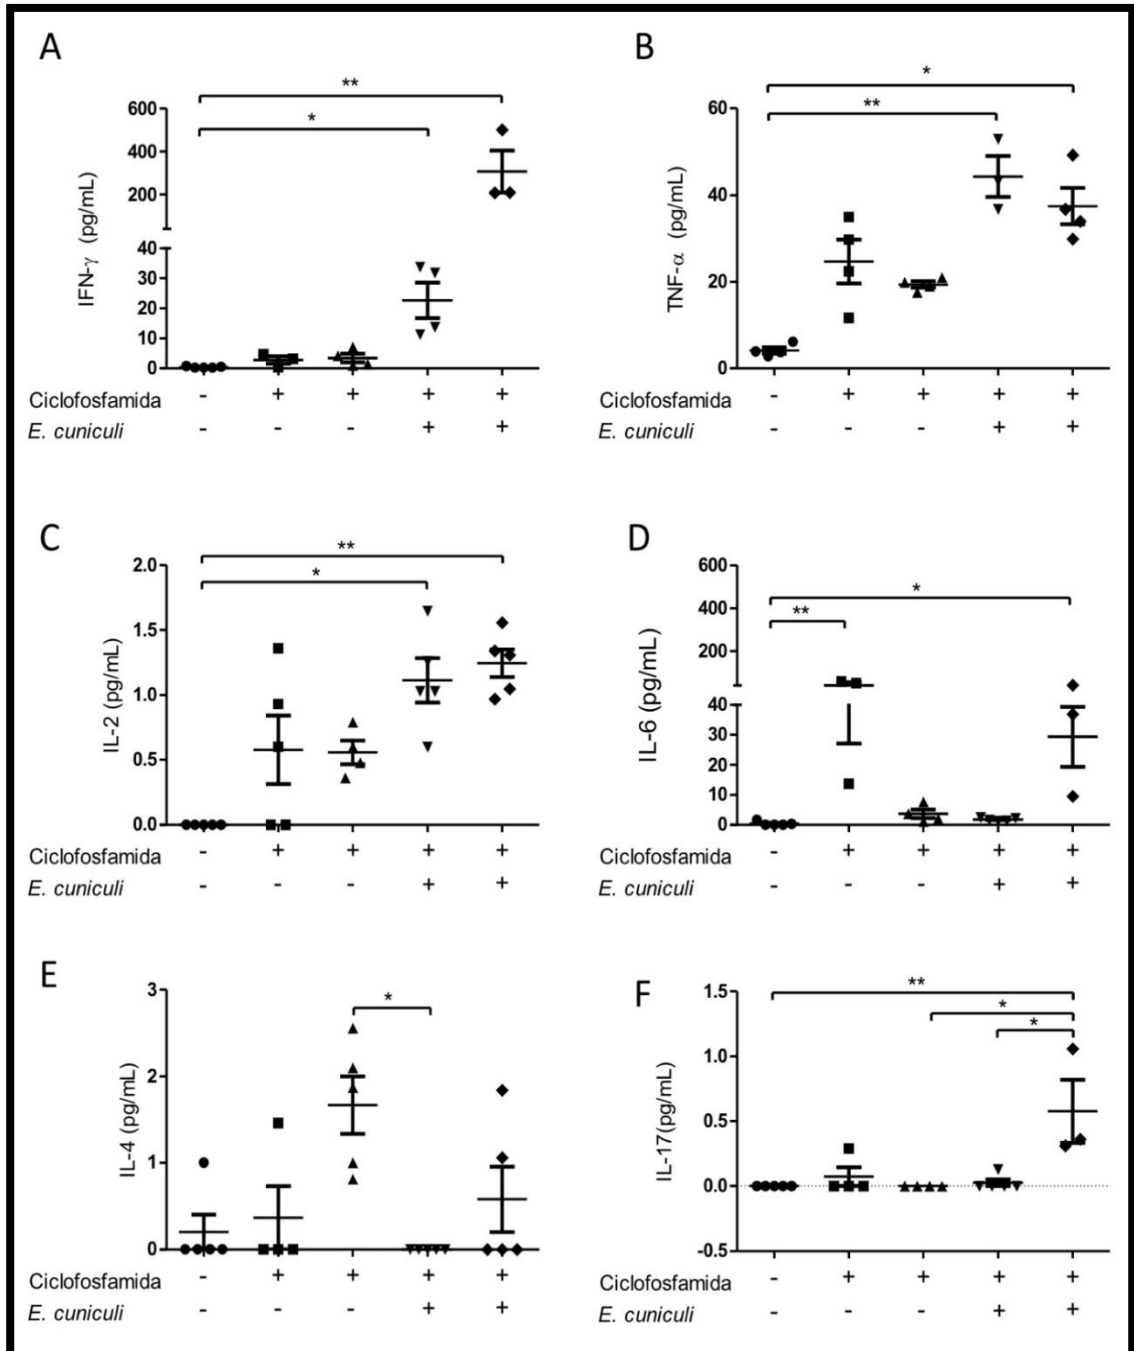 A
**
*
600
400
200
40
30
20
10
0
IFN-γ (pg/mL)
Ciclofosfamida - + + + +
E. cuniculi - - - + +
B
*
**
60
40
20
0
TNF-α (pg/mL)
Ciclofosfamida - + + + +
E. cuniculi - - - + +
C
**
*
2.0
1.5
1.0
0.5
0.0
IL-2 (pg/mL)
Ciclofosfamida - + + + +
E. cuniculi - - - + +
D
*
**
600
400
200
40
30
20
10
0
IL-6 (pg/mL)
Ciclofosfamida - + + + +
E. cuniculi - - - + +
E
*
3
2
1
0
IL-4 (pg/mL)
Ciclofosfamida - + + + +
E. cuniculi - - - + +
F
**
*
*
1.5
1.0
0.5
0.0
-0.5
IL-17(pg/mL)
Ciclofosfamida - + + + +
E. cuniculi - - - + +